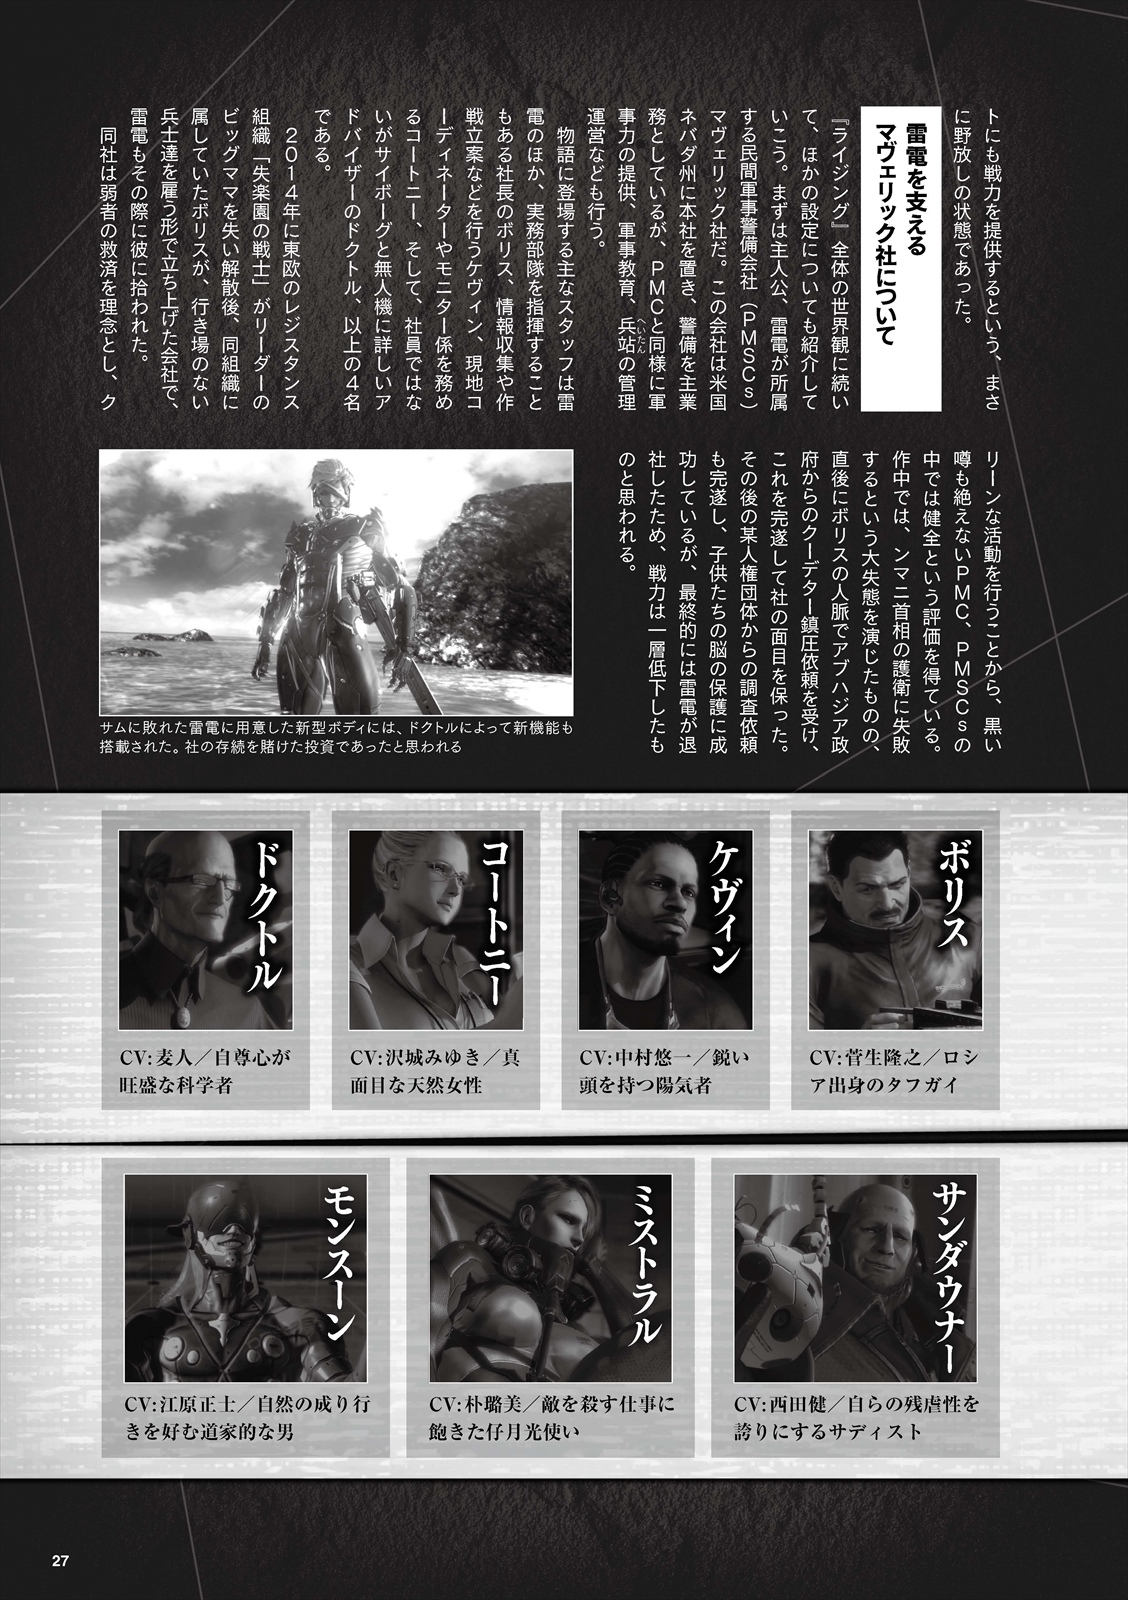 トにも戦力を提供するという、まさ
に野放しの状態であった。
雷電を支える
マヴェリック社について
『ライジング』全体の世界観に続い
て、ほかの設定についても紹介して
いこう。まずは主人公、雷電が所属
する民間軍事警備会社（PMSCs）
マヴェリック社だ。この会社は米国
ネバダ州に本社を置き、警備を主業
務としているが、PMCと同様に軍
事力の提供、軍事教育、兵站の管理
へいたん
運営なども行う。
物語に登場する主なスタッフは雷
電のほか、実務部隊を指揮すること
もある社長のボリス、情報収集や作
戦立案などを行うケヴィン、現地コ
ーディネーターやモニター係を務め
るコートニー、そして、社員ではな
いがサイボーグと無人機に詳しいア
ドバイザーのドクトル、以上の4名
である。
2014年に東欧のレジスタンス
組織「失楽園の戦士」がリーダーの
ビッグママを失い解散後、同組織に
属していたボリスが、行き場のない
兵士達を雇う形で立ち上げた会社で、
雷電もその際に彼に拾われた。
同社は弱者の救済を理念とし、ク
リーンな活動を行うことから、黒い
噂も絶えないPMC、PMSCsの
中では健全という評価を得ている。
作中では、ンマニ首相の護衛に失敗
するという大失態を演じたものの、
直後にボリスの人脈でアブハジア政
府からのクーデター鎮圧依頼を受け、
これを完遂して社の面目を保った。
その後の某人権団体からの調査依頼
も完遂し、子供たちの脳の保護に成
功しているが、最終的には雷電が退
社したため、戦力は一層低下したも
のと思われる。
サムに敗れた雷電に用意した新型ボディには、ドクトルによって新機能も
搭載された。社の存続を賭けた投資であったと思われる
ボリス
CV:菅生隆之／ロシ
ア出身のタフガイ
ケヴィン
CV:中村悠一／鋭い
頭を持つ陽気者
コートニー
CV:沢城みゆき／真
面目な天然女性
ドクトル
CV:麦人／自尊心が
旺盛な科学者
サンダウナー
CV:西田健／自らの残虐性を
誇りにするサディスト
ミストラル
CV:朴璐美／敵を殺す仕事に
飽きた仔月光使い
モンスーン
CV:江原正士／自然の成り行
きを好む道家的な男
27